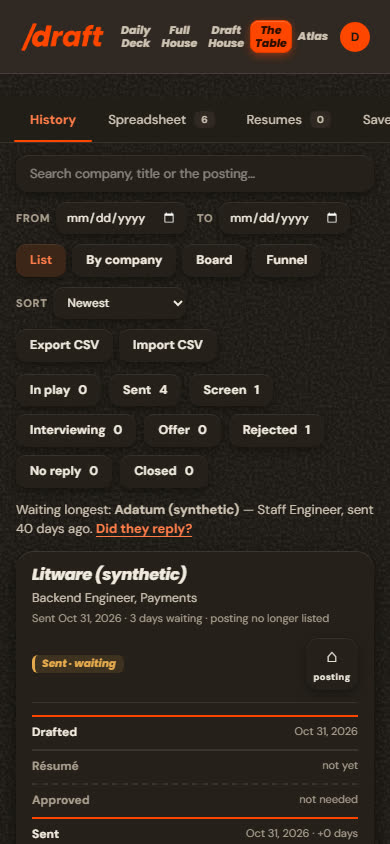 /draft
Daily Deck
Full House
Draft House
The Table
Atlas
D
History
Spreadsheet 6
Resumes 0
Save
Search company, title or the posting...
FROM mm/dd/yyyy TO mm/dd/yyyy
List By company Board Funnel
SORT Newest
Export CSV Import CSV
In play 0 Sent 4 Screen 1
Interviewing 0 Offer 0 Rejected 1
No reply 0 Closed 0
Waiting longest: Adatum (synthetic) — Staff Engineer, sent
40 days ago. Did they reply?
Litware (synthetic)
Backend Engineer, Payments
Sent Oct 31, 2026 · 3 days waiting · posting no longer listed
Sent · waiting
posting
Drafted Oct 31, 2026
Résumé not yet
Approved not needed
Sent Oct 31, 2026 · +0 days